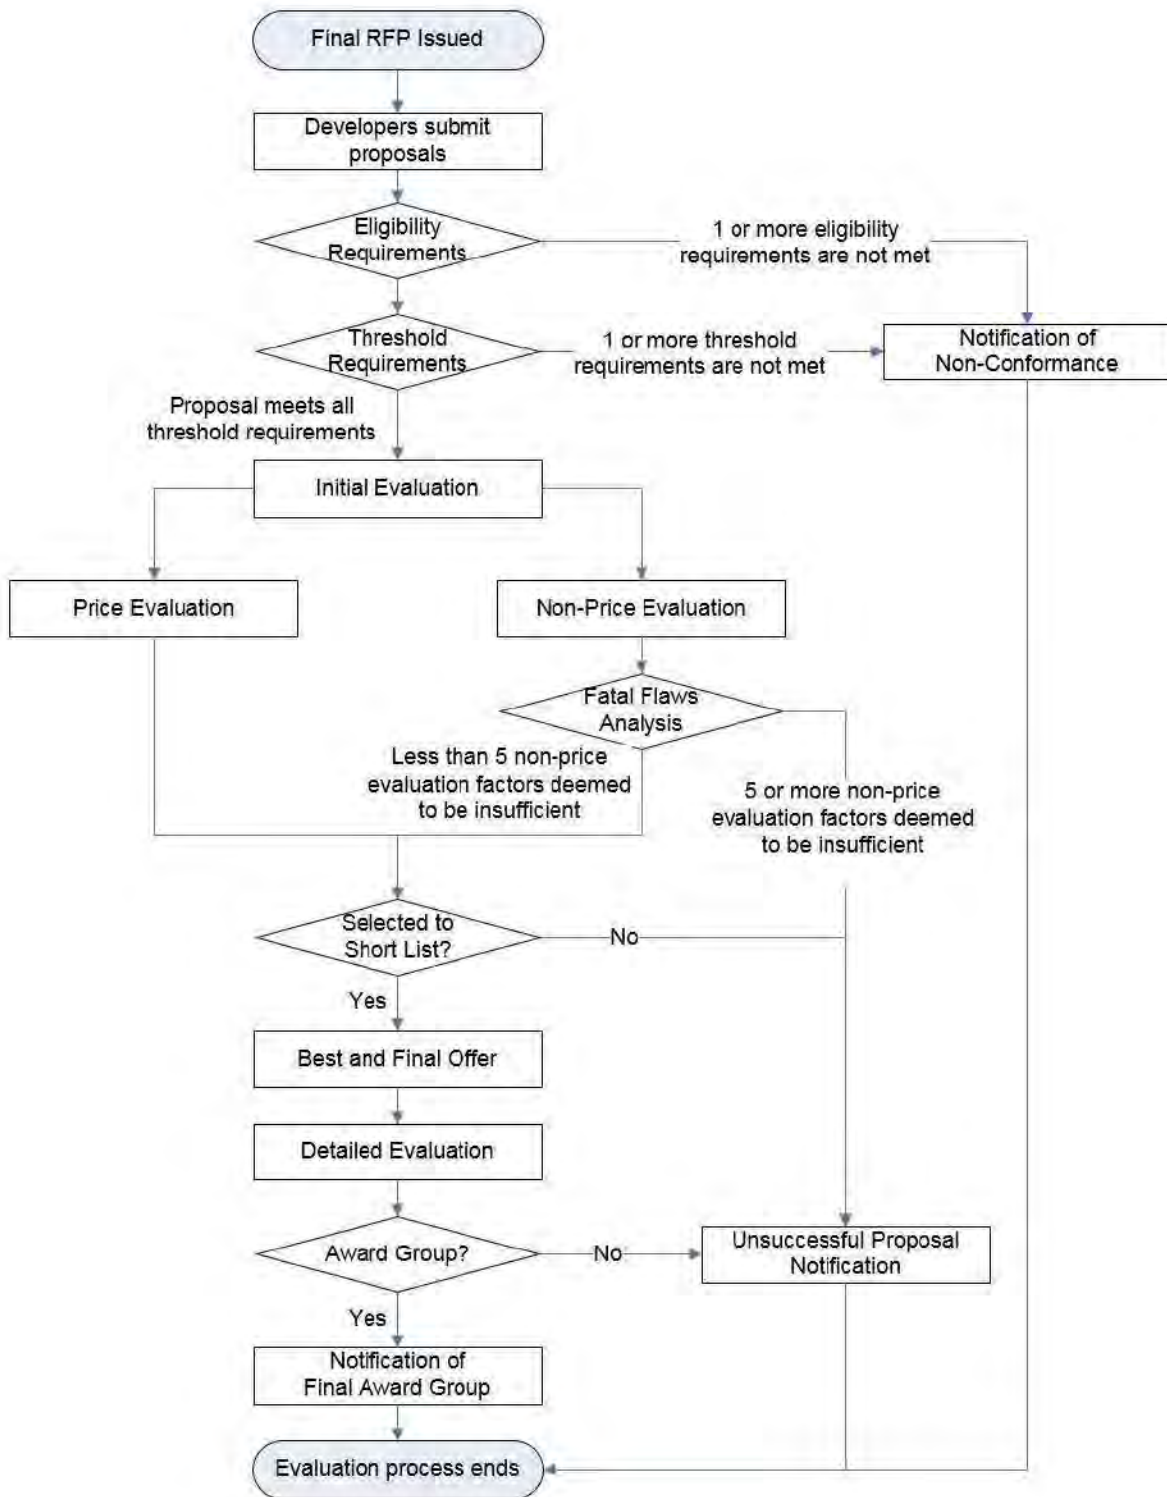 Final RFP Issued
Developers submit
proposals
Eligibility
Requirements
1 or more eligibility
requirements are not met
Threshold
Requirements
1 or more threshold
requirements are not met
Notification of
Non-Conformance
Proposal meets all
threshold requirements
Initial Evaluation
Price Evaluation
Non-Price Evaluation
Fatal Flaws
Analysis
Less than 5 non-price
evaluation factors deemed
to be insufficient
5 or more non-price
evaluation factors deemed
to be insufficient
Selected to
Short List?
No
Yes
Best and Final Offer
Detailed Evaluation
Award Group?
No
Unsuccessful Proposal
Notification
Yes
Notification of
Final Award Group
Evaluation process ends